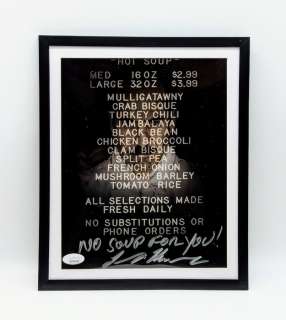 "HOT SOUP"
MED 16OZ $2.99
LARGE 32OZ $3.99
MULLIGATAWNY
CRAB BISQUE
TURKEY CHILI
JAMBALAYA
BLACK BEAN
CHICKEN BROCCOLI
CLAM BISQUE
SPLIT PEA
FRENCH ONION
MUSHROOM BARLEY
TOMATO RICE
ALL SELECTIONS MADE
FRESH DAILY
NO SUBSTITUTIONS OR
PHONE ORDERS
NO SOUP FOR YOU!